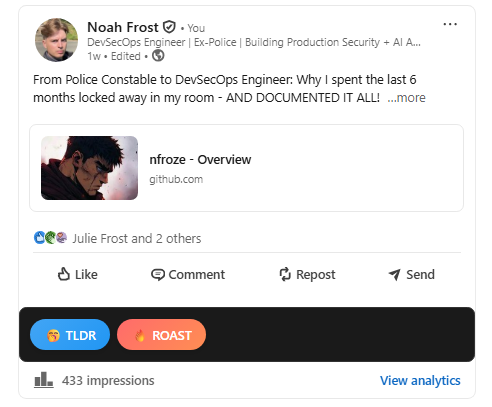 Noah Frost • You
DevSecOps Engineer | Ex-Police | Building Production Security + AI A...
1w • Edited •
From Police Constable to DevSecOps Engineer: Why I spent the last 6
months locked away in my room - AND DOCUMENTED IT ALL! ...more
nfroze - Overview
github.com
Julie Frost and 2 others
Like Comment Repost Send
TLDR ROAST
433 impressions View analytics